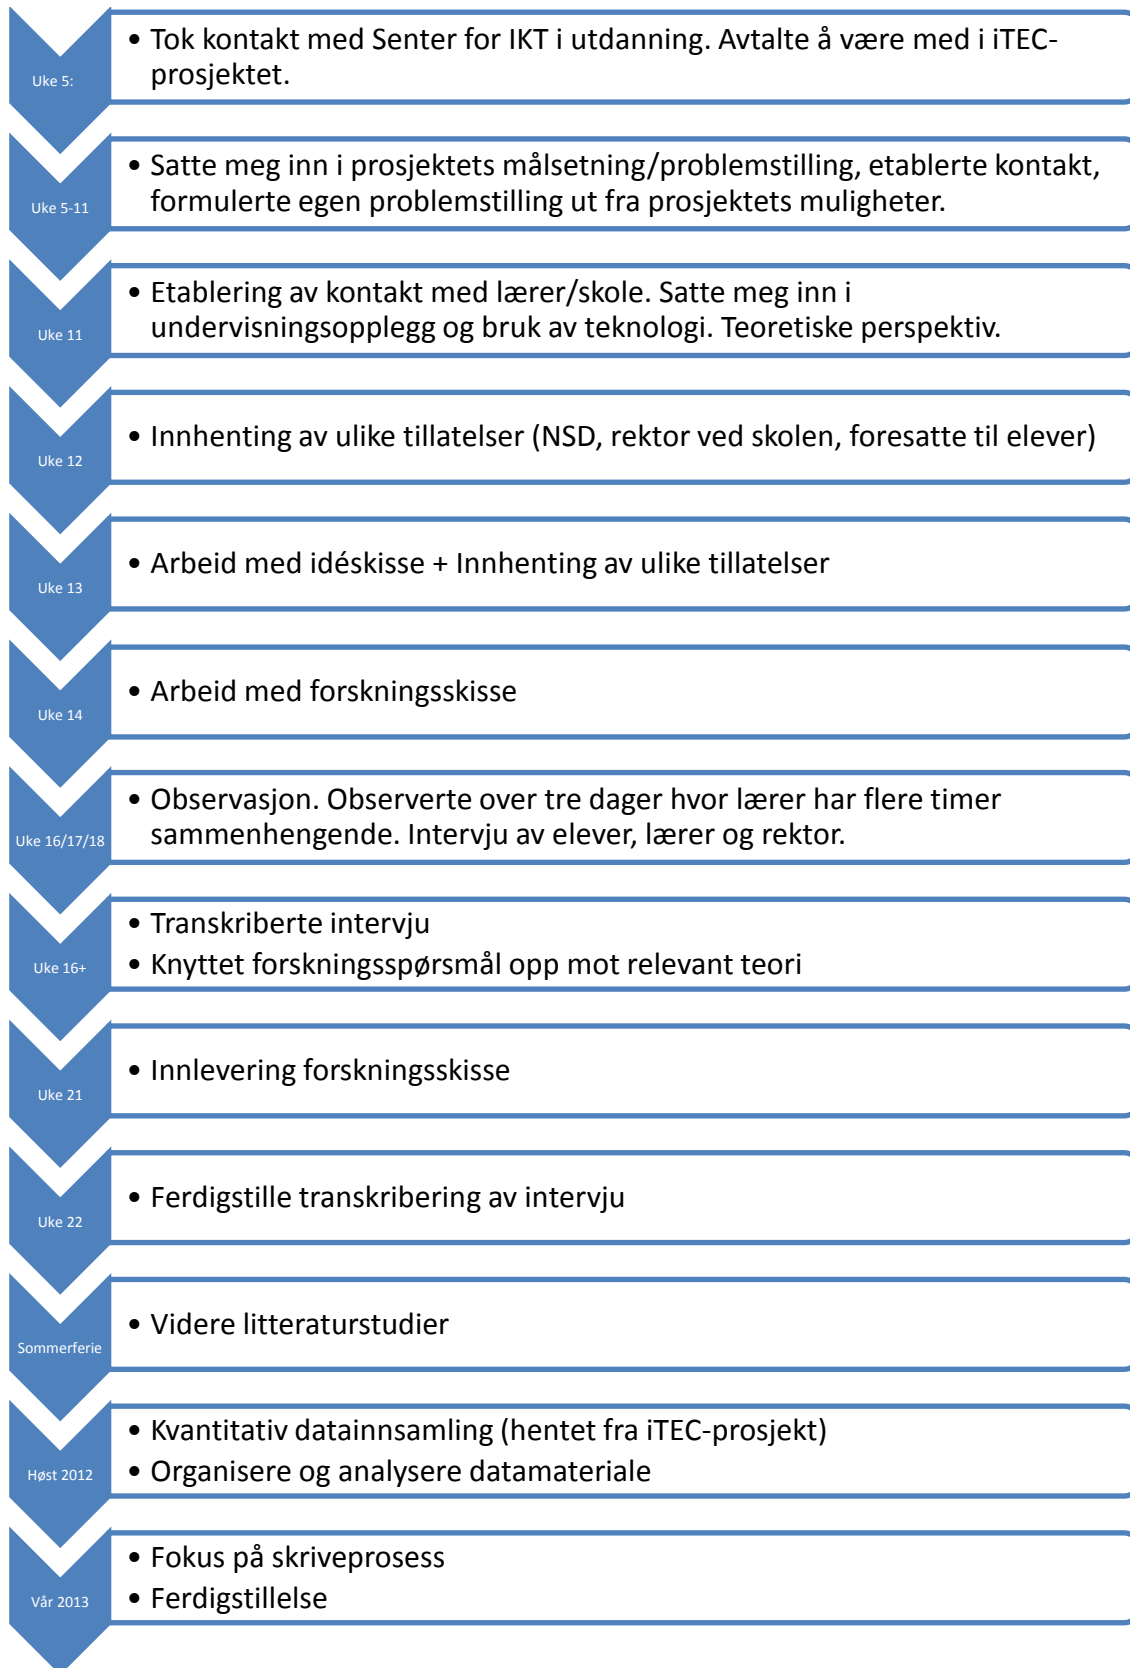 Uke 5:
• Tok kontakt med Senter for IKT i utdanning. Avtalte å være med i iTEC-
prosjektet.
Uke 5-11
• Satte meg inn i prosjektets målsetning/problemstilling, etablerte kontakt,
formulerte egen problemstilling ut fra prosjektets muligheter.
Uke 11
• Etablering av kontakt med lærer/skole. Satte meg inn i
undervisningsopplegg og bruk av teknologi. Teoretiske perspektiv.
Uke 12
• Innhenting av ulike tillatelser (NSD, rektor ved skolen, foresatte til elever)
Uke 13
• Arbeid med idéskisse + Innhenting av ulike tillatelser
Uke 14
• Arbeid med forskningsskisse
Uke 16/17/18
• Observasjon. Observerte over tre dager hvor lærer har flere timer
sammenhengende. Intervju av elever, lærer og rektor.
Uke 16+
• Transkriberte intervju
• Knyttet forskningsspørsmål opp mot relevant teori
Uke 21
• Innlevering forskningsskisse
Uke 22
• Ferdigstille transkribering av intervju
Sommerferie
• Videre litteraturstudier
Høst 2012
• Kvantitativ datainnsamling (hentet fra iTEC-prosjekt)
• Organisere og analysere datamateriale
Vår 2013
• Fokus på skriveprosess
• Ferdigstillelse